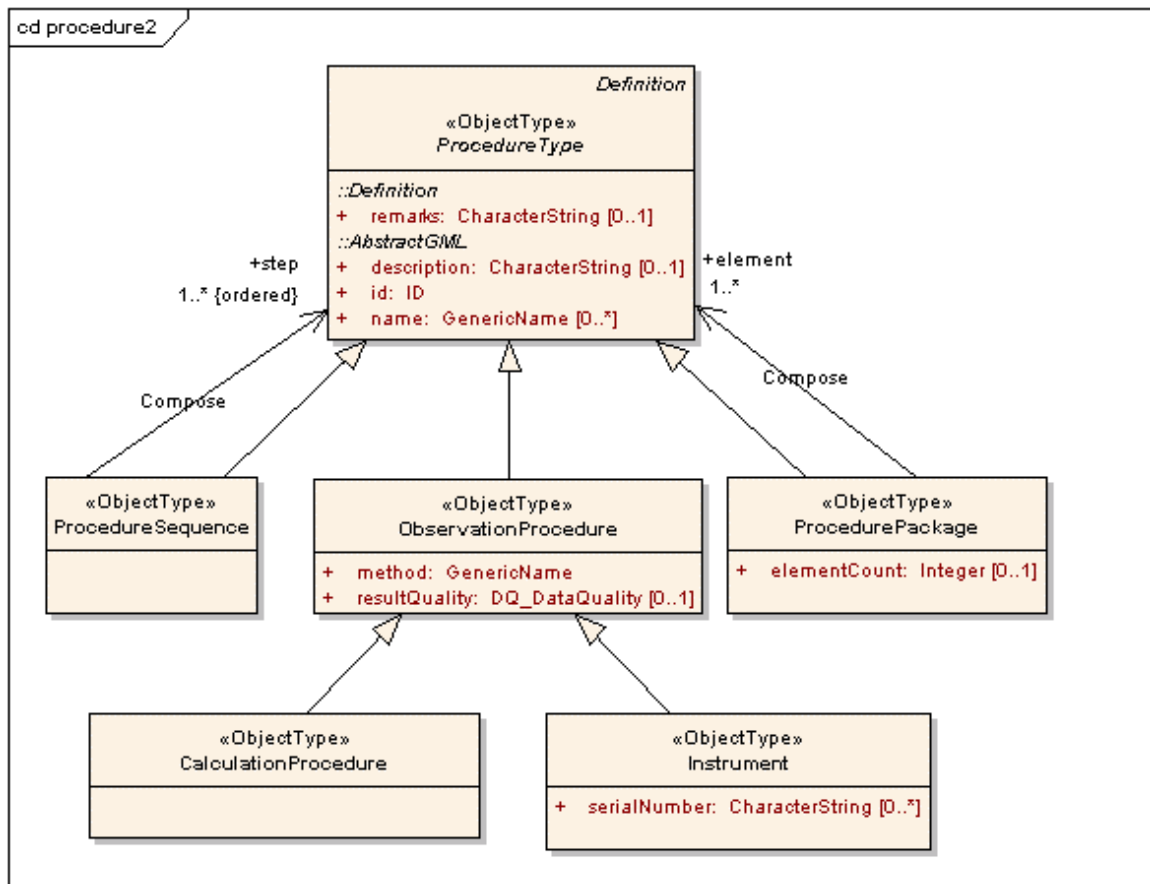 cd procedure2
Definition
«ObjectType»
ProcedureType
::Definition
+ remarks: CharacterString [0..1]
::AbstractGML
+ description: CharacterString [0..1]
+ id: ID
+ name: GenericName [0..*]
+step
1..* {ordered}
+element
1..*
Compose
Compose
«ObjectType»
ProcedureSequence
«ObjectType»
ObservationProcedure
+ method: GenericName
+ resultQuality: DQ_DataQuality [0..1]
«ObjectType»
ProcedurePackage
+ elementCount: Integer [0..1]
«ObjectType»
CalculationProcedure
«ObjectType»
Instrument
+ serialNumber: CharacterString [0..*]